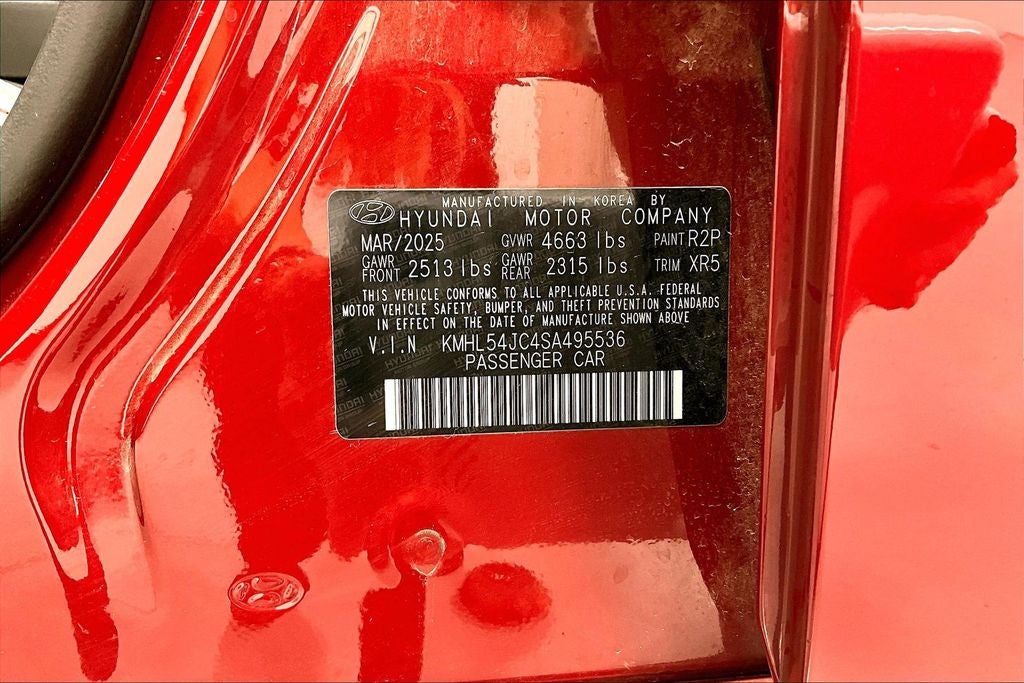 MANUFACTURED IN KOREA BY
HYUNDAI MOTOR COMPANY
MAR/2025 GVWR 4663 lbs PAINT R2P
GAWR FRONT 2513 lbs GAWR REAR 2315 lbs TRIM XR5
THIS VEHICLE CONFORMS TO ALL APPLICABLE U.S.A. FEDERAL
MOTOR VEHICLE SAFETY, BUMPER, AND THEFT PREVENTION STANDARDS
IN EFFECT ON THE DATE OF MANUFACTURE SHOWN ABOVE
V.I.N KMHL54JC4SA495536
PASSENGER CAR